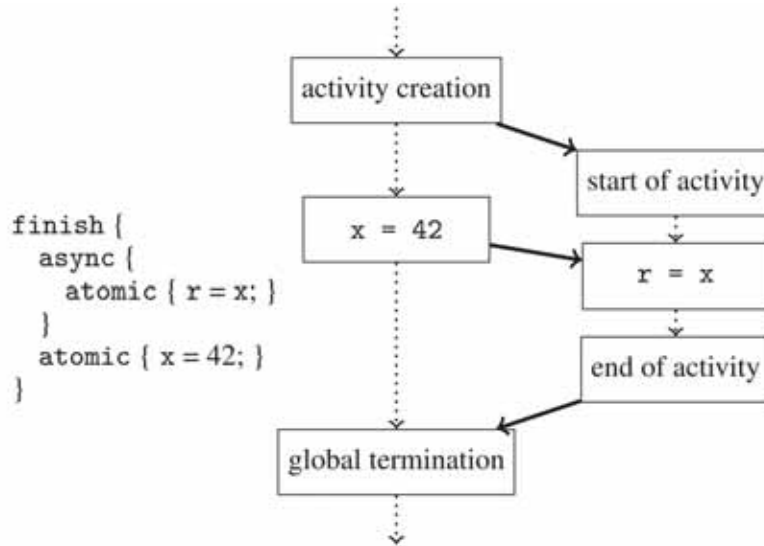 finish {
async {
atomic { r = x; }
}
atomic { x = 42; }
}
activity creation
start of activity
x = 42
r = x
end of activity
global termination